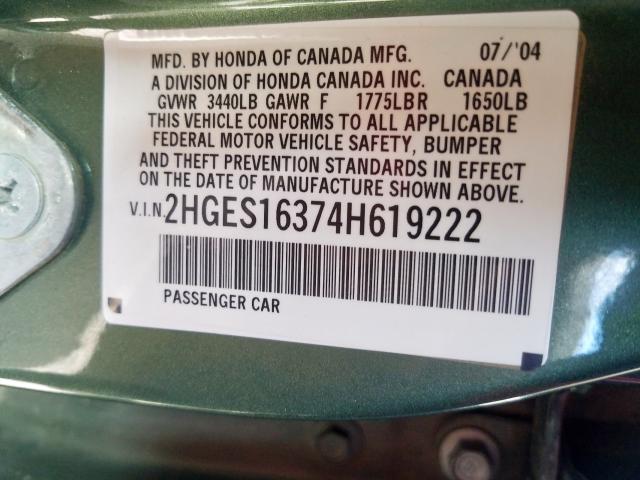 MFD. BY HONDA OF CANADA MFG. 07/'04
A DIVISION OF HONDA CANADA INC. CANADA
GVWR 3440LB GAWR F 1775LBR 1650LB
THIS VEHICLE CONFORMS TO ALL APPLICABLE
FEDERAL MOTOR VEHICLE SAFETY, BUMPER
AND THEFT PREVENTION STANDARDS IN EFFECT
ON THE DATE OF MANUFACTURE SHOWN ABOVE.
V.I.N. 2HGES16374H619222
PASSENGER CAR